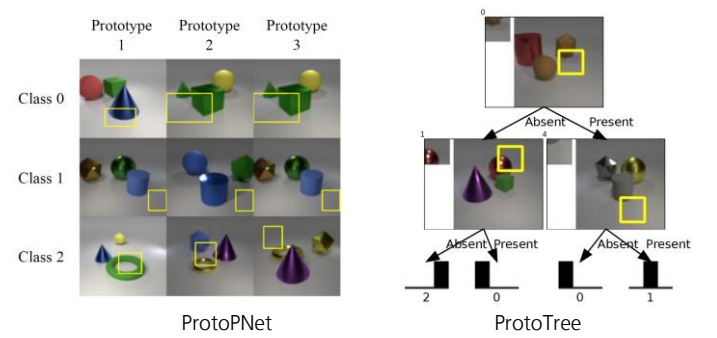 Prototype 1
Prototype 2
Prototype 3
Class 0
Class 1
Class 2
ProtoPNet
0
Absent
Present
1
4
Absent
Present
Absent
Present
2
0
0
1
ProtoTree